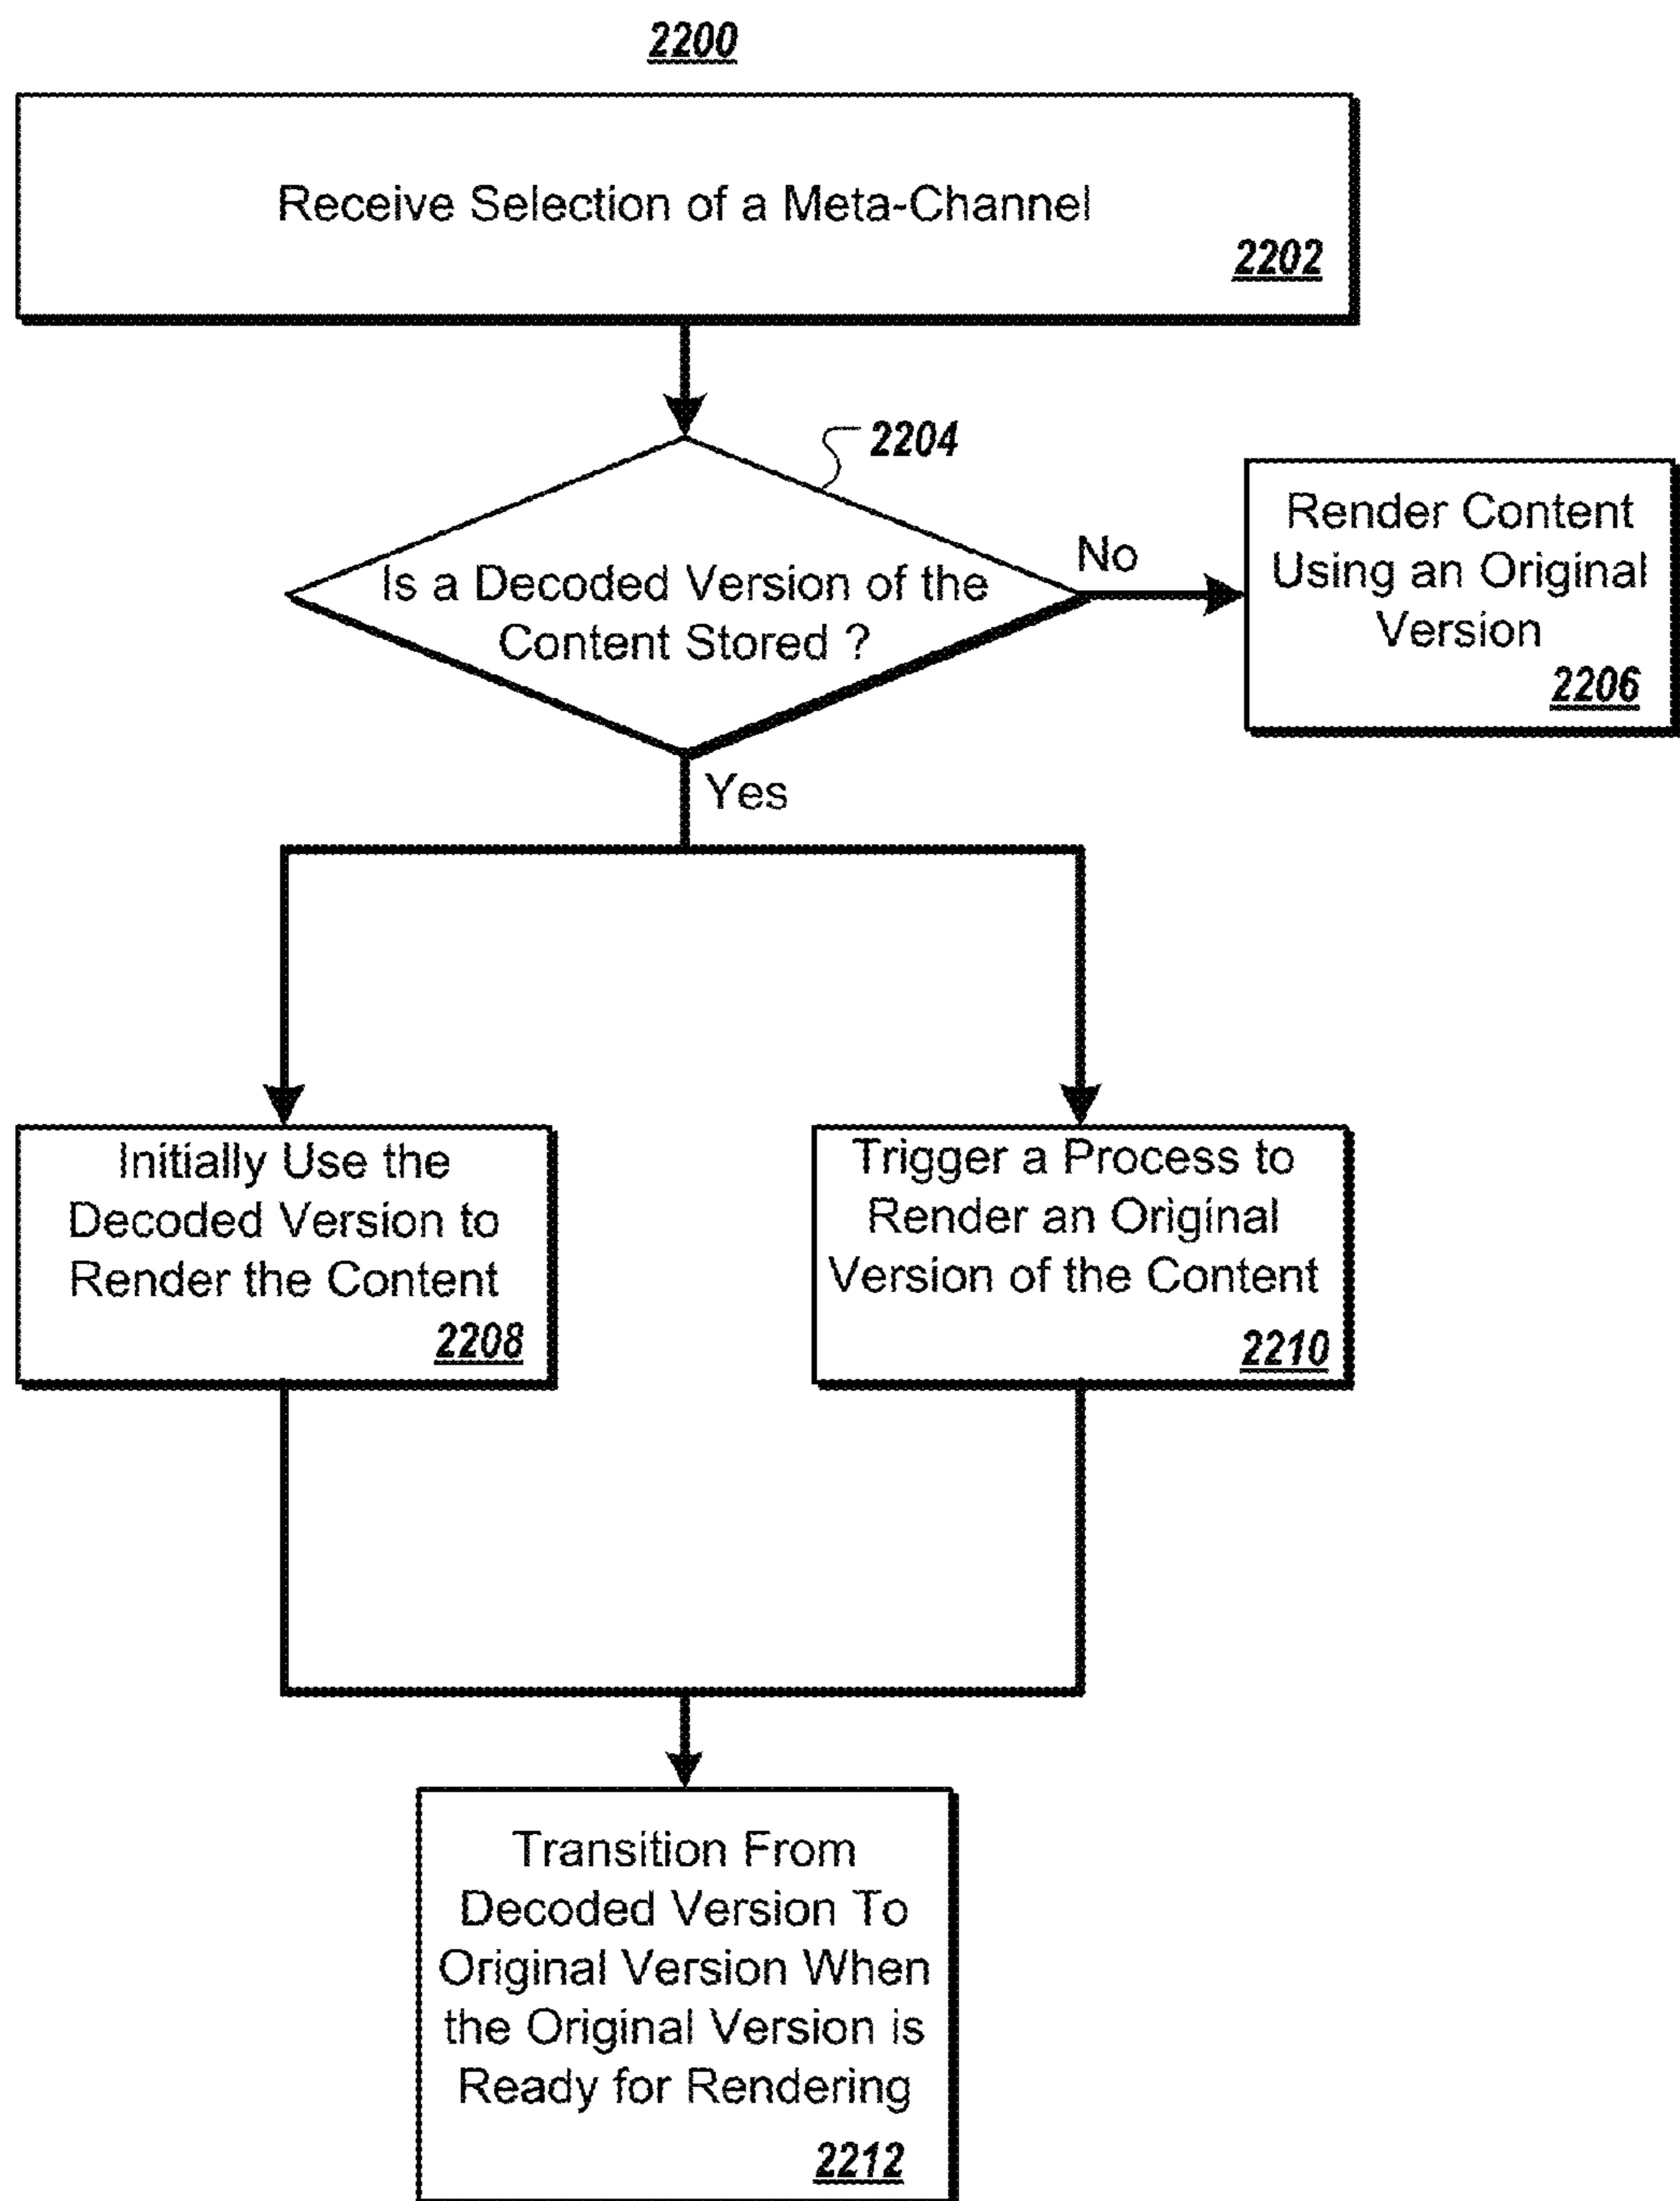 2200
Receive Selection of a Meta-Channel
2202
2204
Is a Decoded Version of the
Content Stored ?
No
Render Content
Using an Original
Version
2206
Yes
Initially Use the
Decoded Version to
Render the Content
2208
Trigger a Process to
Render an Original
Version of the Content
2210
Transition From
Decoded Version To
Original Version When
the Original Version is
Ready for Rendering
2212